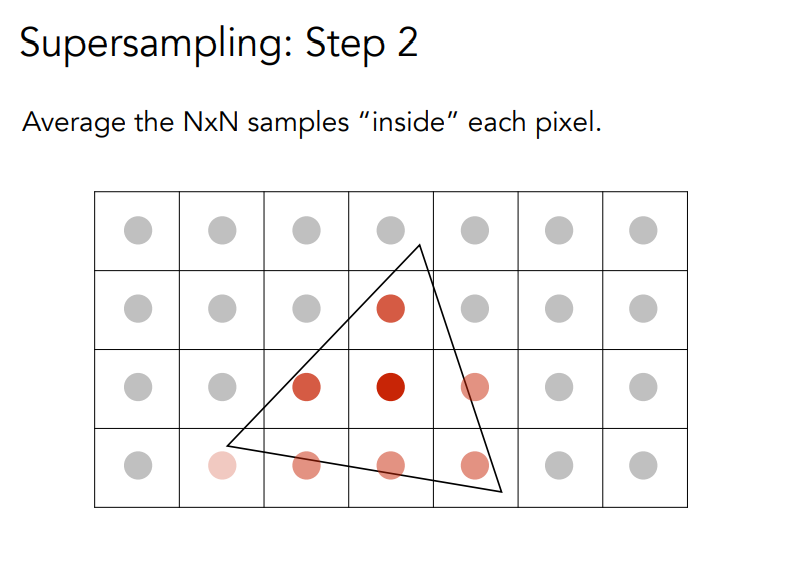 Supersampling: Step 2
Average the NxN samples “inside” each pixel.